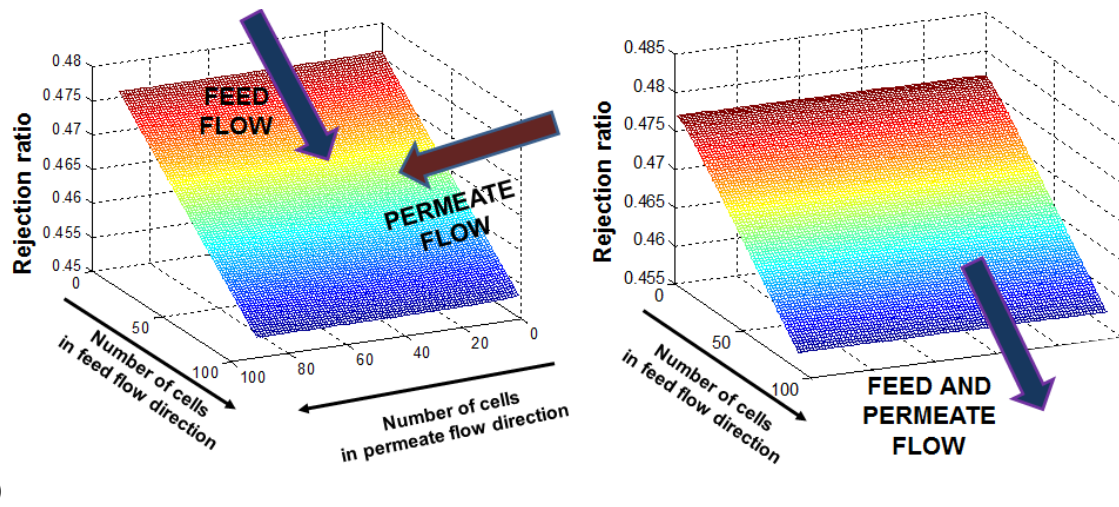 0.48
0.475
0.47
0.465
0.46
0.455
0.45
Rejection ratio
0
50
100
100
80
60
40
20
0
FEED
FLOW
PERMEATE
FLOW
Number of cells
in feed flow direction
Number of cells
in permeate flow direction
0.485
0.48
0.475
0.47
0.465
0.46
0.455
Rejection ratio
0
50
100
Number of cells
in feed flow direction
FEED AND
PERMEATE
FLOW
)